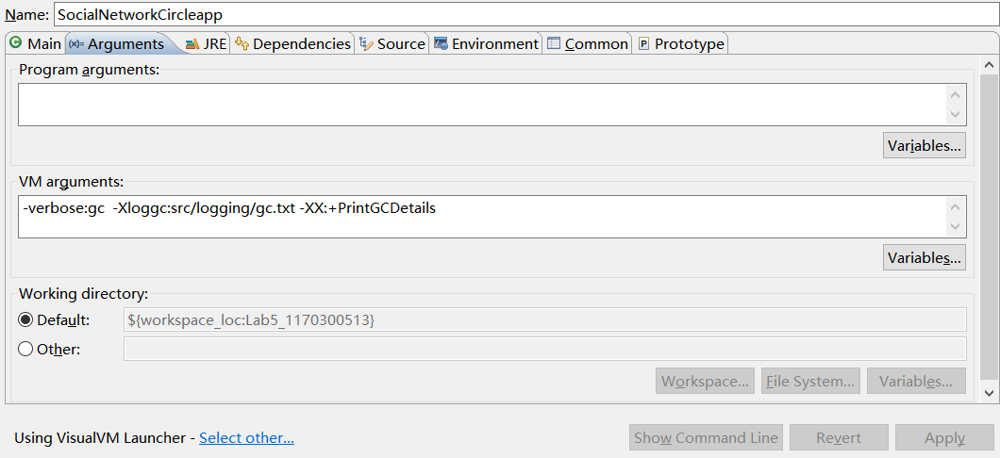 Name: SocialNetworkCircleapp
Main (x)= Arguments JRE Dependencies Source Environment Common Prototype
Program arguments:
Variables...
VM arguments:
-verbose:gc  -Xloggc:src/logging/gc.txt -XX:+PrintGCDetails
Variables...
Working directory:
Default: ${workspace_loc:Lab5_1170300513}
Other:
Workspace... File System... Variables...
Using VisualVM Launcher - Select other... Show Command Line Revert Apply